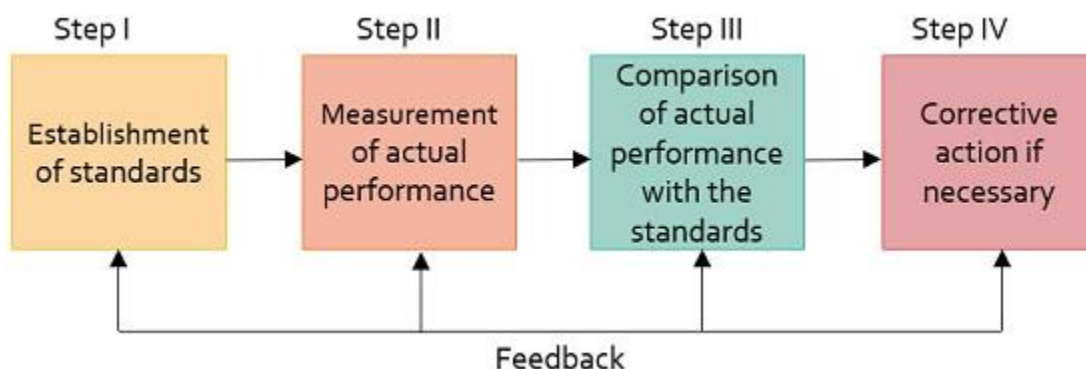 Step I
Establishment
of standards
Step II
Measurement
of actual
performance
Step III
Comparison
of actual
performance
with the
standards
Step IV
Corrective
action if
necessary
Feedback